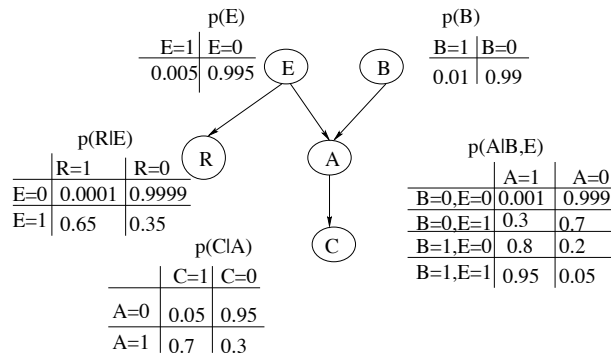 p(E)
p(B)
E=1 E=0
0.005 0.995
E
B
B=1 B=0
0.01 0.99
p(R|E)
R=1 R=0
E=0 0.0001 0.9999
E=1 0.65 0.35
R
A
p(A|B,E)
A=1 A=0
B=0,E=0 0.001 0.999
B=0,E=1 0.3 0.7
B=1,E=0 0.8 0.2
B=1,E=1 0.95 0.05
C
p(C|A)
C=1 C=0
A=0 0.05 0.95
A=1 0.7 0.3